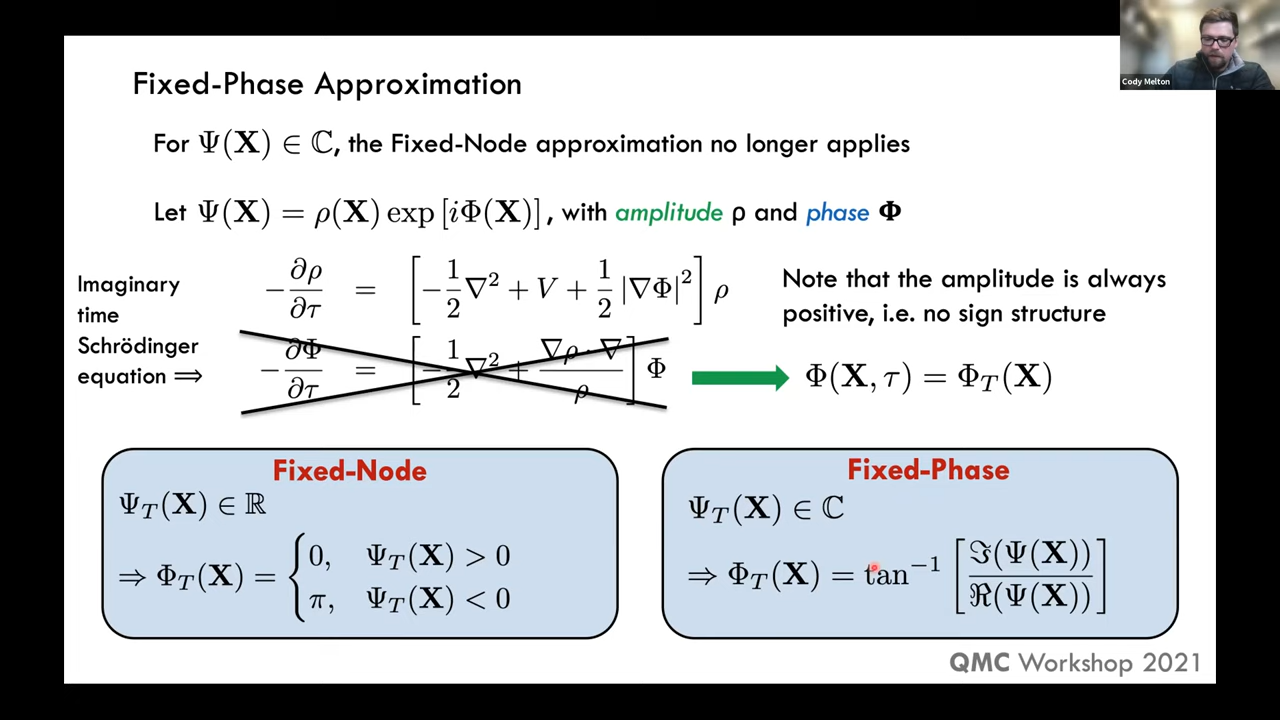 Cody Melton
Fixed-Phase Approximation
For Ψ(𝐗) ∈ ℂ, the Fixed-Node approximation no longer applies
Let Ψ(𝐗) = ρ(𝐗) exp [iΦ(𝐗)], with amplitude ρ and phase Φ
Imaginary
time
Schrödinger
equation ⟹
−∂ρ/∂τ = [−1/2 ∇² + V + 1/2 |∇Φ|²] ρ
−∂Φ/∂τ = [−1/2 ∇² + ∇ρ · ∇/ρ] Φ
Note that the amplitude is always
positive, i.e. no sign structure
Φ(𝐗, τ) = Φ_T(𝐗)
Fixed-Node
Ψ_T(𝐗) ∈ ℝ
⇒ Φ_T(𝐗) = { 0, Ψ_T(𝐗) > 0
π, Ψ_T(𝐗) < 0
Fixed-Phase
Ψ_T(𝐗) ∈ ℂ
⇒ Φ_T(𝐗) = tan⁻¹ [ℑ(Ψ(𝐗))/ℜ(Ψ(𝐗))]
QMC Workshop 2021